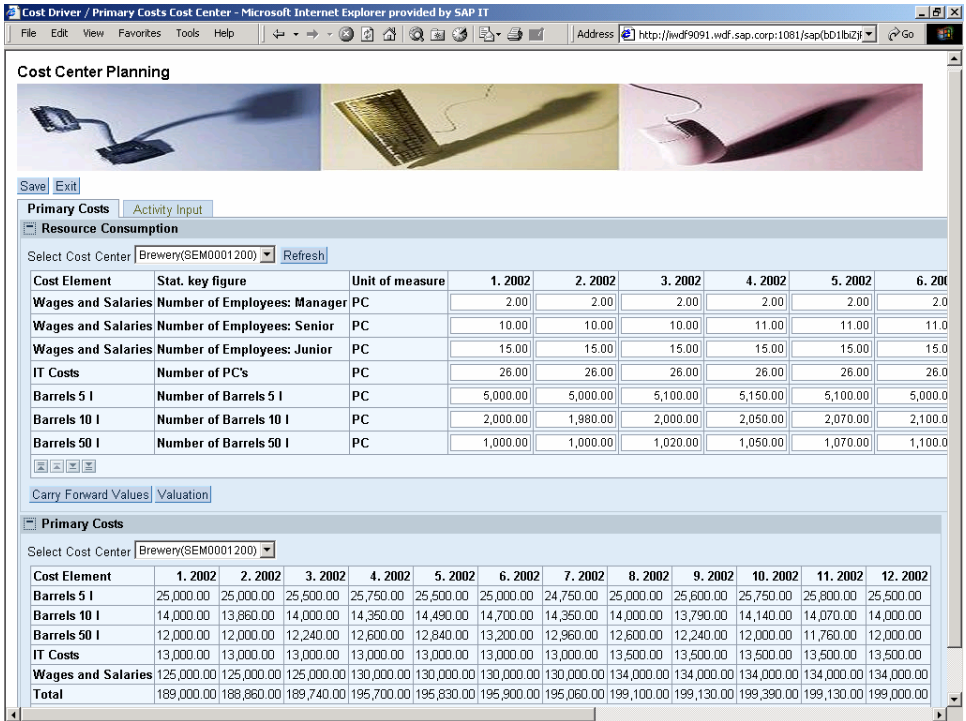 Cost Driver / Primary Costs Cost Center - Microsoft Internet Explorer provided by SAP IT
File Edit View Favorites Tools Help Address http://iwdf9091.wdf.sap.corp:1081/sap(bD1lbiZjf Go
Cost Center Planning
Save Exit
Primary Costs Activity Input
Resource Consumption
Select Cost Center Brewery(SEM0001200) Refresh
Cost Element Stat. key figure Unit of measure 1. 2002 2. 2002 3. 2002 4. 2002 5. 2002 6. 200
Wages and Salaries Number of Employees: Manager PC 2.00 2.00 2.00 2.00 2.00 2.0
Wages and Salaries Number of Employees: Senior PC 10.00 10.00 10.00 11.00 11.00 11.0
Wages and Salaries Number of Employees: Junior PC 15.00 15.00 15.00 15.00 15.00 15.0
IT Costs Number of PC's PC 26.00 26.00 26.00 26.00 26.00 26.0
Barrels 5 l Number of Barrels 5 l PC 5,000.00 5,000.00 5,100.00 5,150.00 5,100.00 5,000.0
Barrels 10 l Number of Barrels 10 l PC 2,000.00 1,980.00 2,000.00 2,050.00 2,070.00 2,100.0
Barrels 50 l Number of Barrels 50 l PC 1,000.00 1,000.00 1,020.00 1,050.00 1,070.00 1,100.0
Carry Forward Values Valuation
Primary Costs
Select Cost Center Brewery(SEM0001200)
Cost Element 1. 2002 2. 2002 3. 2002 4. 2002 5. 2002 6. 2002 7. 2002 8. 2002 9. 2002 10. 2002 11. 2002 12. 2002
Barrels 5 l 25,000.00 25,000.00 25,500.00 25,750.00 25,500.00 25,000.00 24,750.00 25,000.00 25,600.00 25,750.00 25,800.00 25,500.00
Barrels 10 l 14,000.00 13,860.00 14,000.00 14,350.00 14,490.00 14,700.00 14,350.00 14,000.00 13,790.00 14,140.00 14,070.00 14,000.00
Barrels 50 l 12,000.00 12,000.00 12,240.00 12,600.00 12,840.00 13,200.00 12,960.00 12,600.00 12,240.00 12,000.00 11,760.00 12,000.00
IT Costs 13,000.00 13,000.00 13,000.00 13,000.00 13,000.00 13,000.00 13,000.00 13,500.00 13,500.00 13,500.00 13,500.00 13,500.00
Wages and Salaries 125,000.00 125,000.00 125,000.00 130,000.00 130,000.00 130,000.00 130,000.00 134,000.00 134,000.00 134,000.00 134,000.00 134,000.00
Total 189,000.00 188,860.00 189,740.00 195,700.00 195,830.00 195,900.00 195,060.00 199,100.00 199,130.00 199,390.00 199,130.00 199,000.00